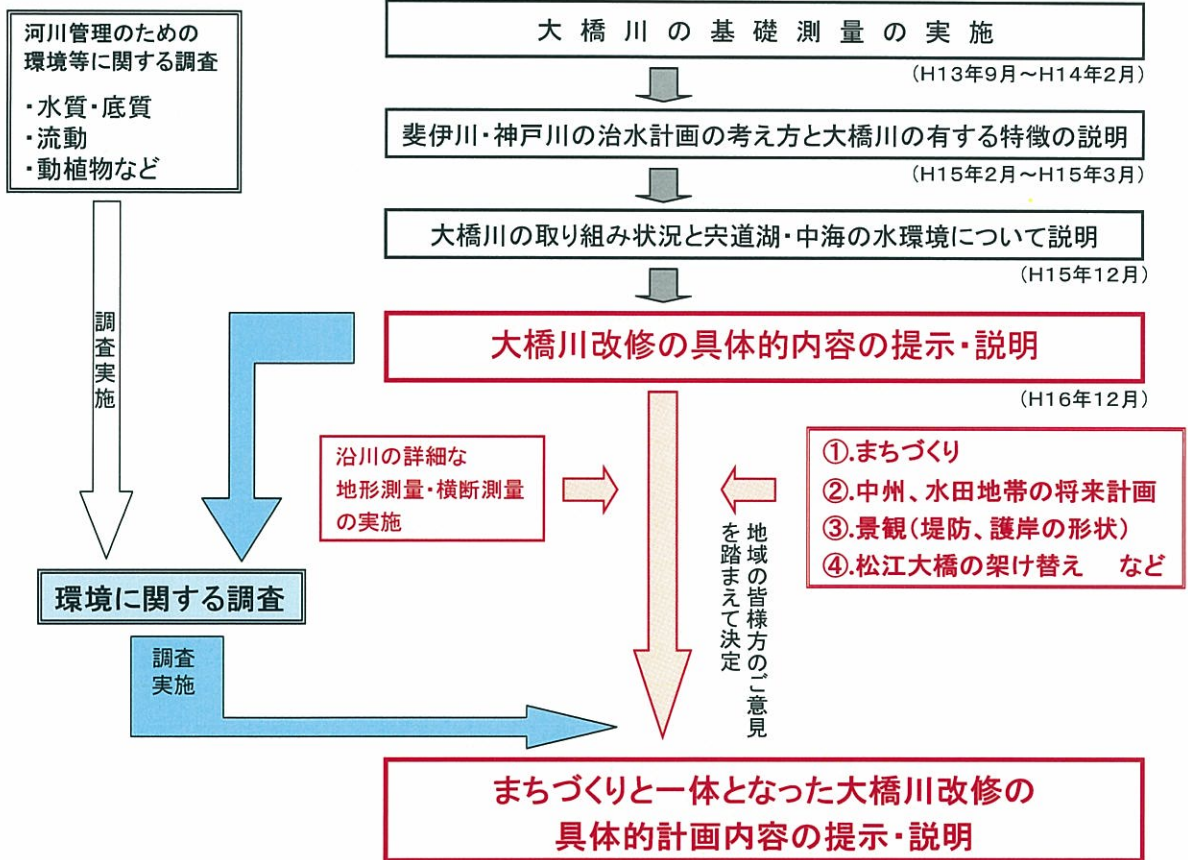 河川管理のための
環境等に関する調査
・水質・底質
・流動
・動植物など
調査実施
大橋川の基礎測量の実施
(H13年9月～H14年2月)
斐伊川・神戸川の治水計画の考え方と大橋川の有する特徴の説明
(H15年2月～H15年3月)
大橋川の取り組み状況と宍道湖・中海の水環境について説明
(H15年12月)
大橋川改修の具体的内容の提示・説明
(H16年12月)
沿川の詳細な
地形測量・横断測量
の実施
①.まちづくり
②.中州、水田地帯の将来計画
③.景観(堤防、護岸の形状)
④.松江大橋の架け替え　など
地域の皆様方のご意見
を踏まえて決定
環境に関する調査
調査
実施
まちづくりと一体となった大橋川改修の
具体的計画内容の提示・説明